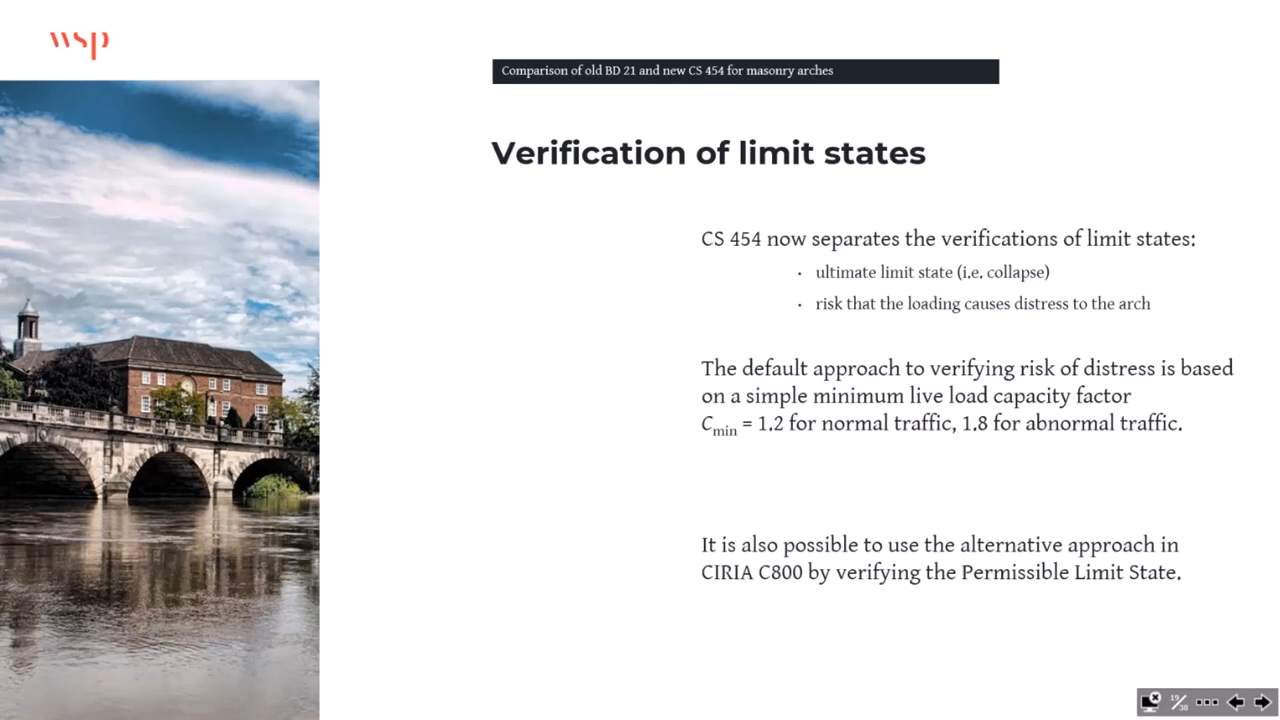 wsp
Comparison of old BD 21 and new CS 454 for masonry arches
Verification of limit states
CS 454 now separates the verifications of limit states:
· ultimate limit state (i.e. collapse)
· risk that the loading causes distress to the arch
The default approach to verifying risk of distress is based
on a simple minimum live load capacity factor
Cmin = 1.2 for normal traffic, 1.8 for abnormal traffic.
It is also possible to use the alternative approach in
CIRIA C800 by verifying the Permissible Limit State.
19/38